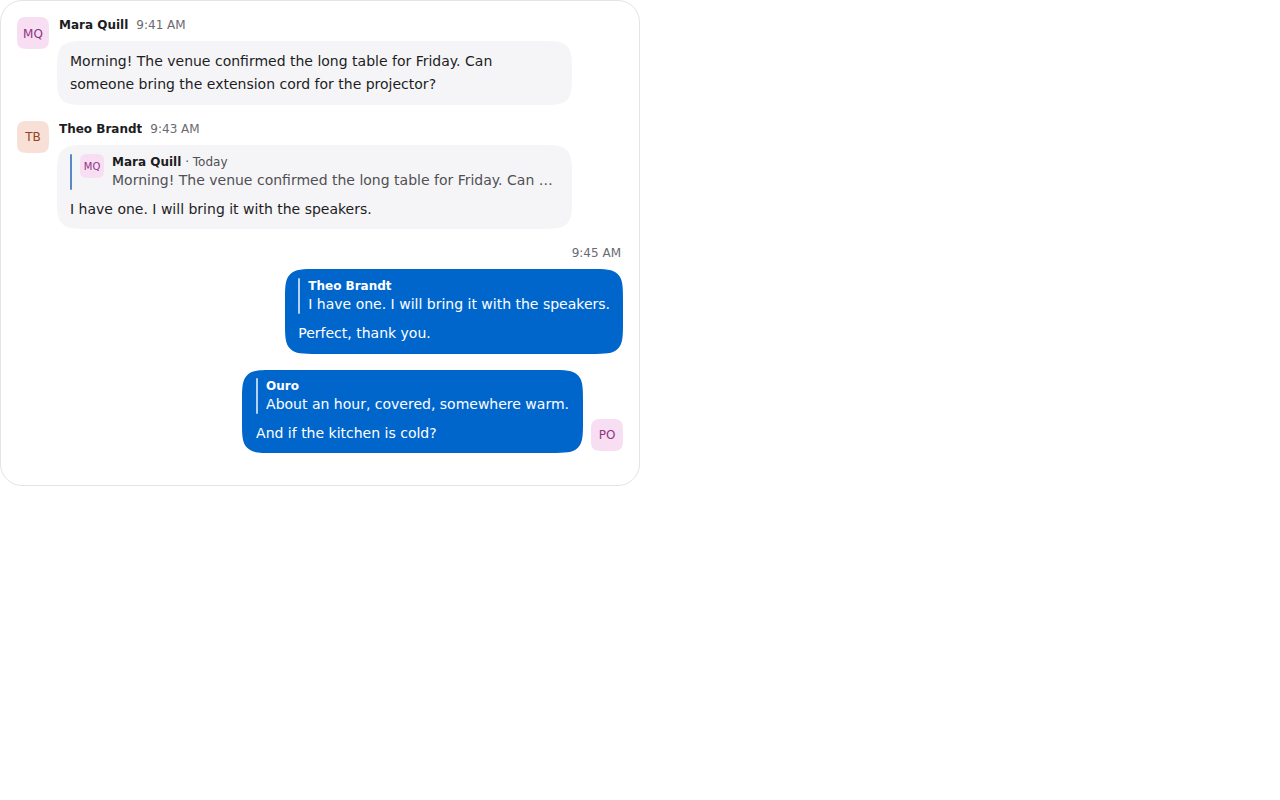 MQ
Mara Quill 9:41 AM
Morning! The venue confirmed the long table for Friday. Can
someone bring the extension cord for the projector?
TB
Theo Brandt 9:43 AM
MQ
Mara Quill · Today
Morning! The venue confirmed the long table for Friday. Can …
I have one. I will bring it with the speakers.
9:45 AM
Theo Brandt
I have one. I will bring it with the speakers.
Perfect, thank you.
Ouro
About an hour, covered, somewhere warm.
And if the kitchen is cold?
PO